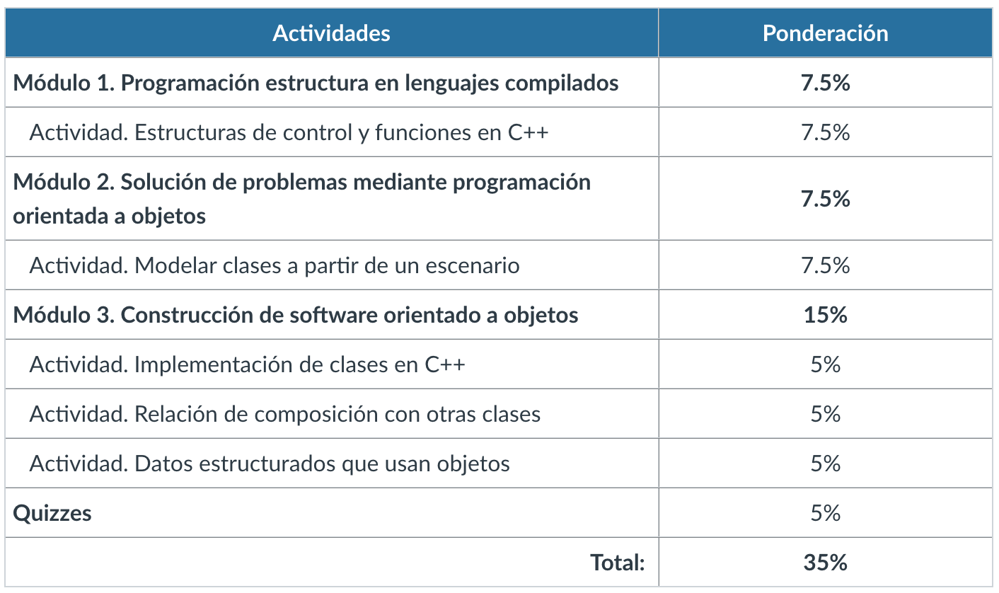 Actividades Ponderación
Módulo 1. Programación estructura en lenguajes compilados 7.5%
Actividad. Estructuras de control y funciones en C++ 7.5%
Módulo 2. Solución de problemas mediante programación
orientada a objetos 7.5%
Actividad. Modelar clases a partir de un escenario 7.5%
Módulo 3. Construcción de software orientado a objetos 15%
Actividad. Implementación de clases en C++ 5%
Actividad. Relación de composición con otras clases 5%
Actividad. Datos estructurados que usan objetos 5%
Quizzes 5%
Total: 35%